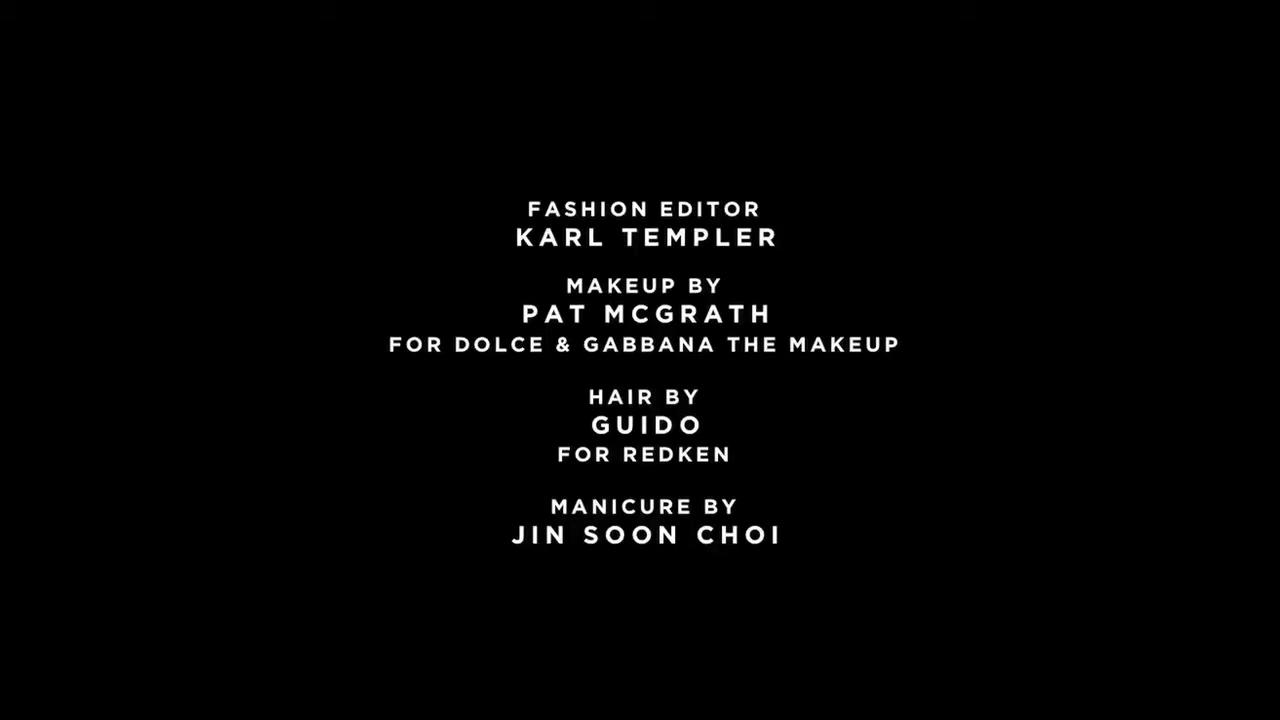 FASHION EDITOR
KARL TEMPLER
MAKEUP BY
PAT MCGRATH
FOR DOLCE & GABBANA THE MAKEUP
HAIR BY
GUIDO
FOR REDKEN
MANICURE BY
JIN SOON CHOI